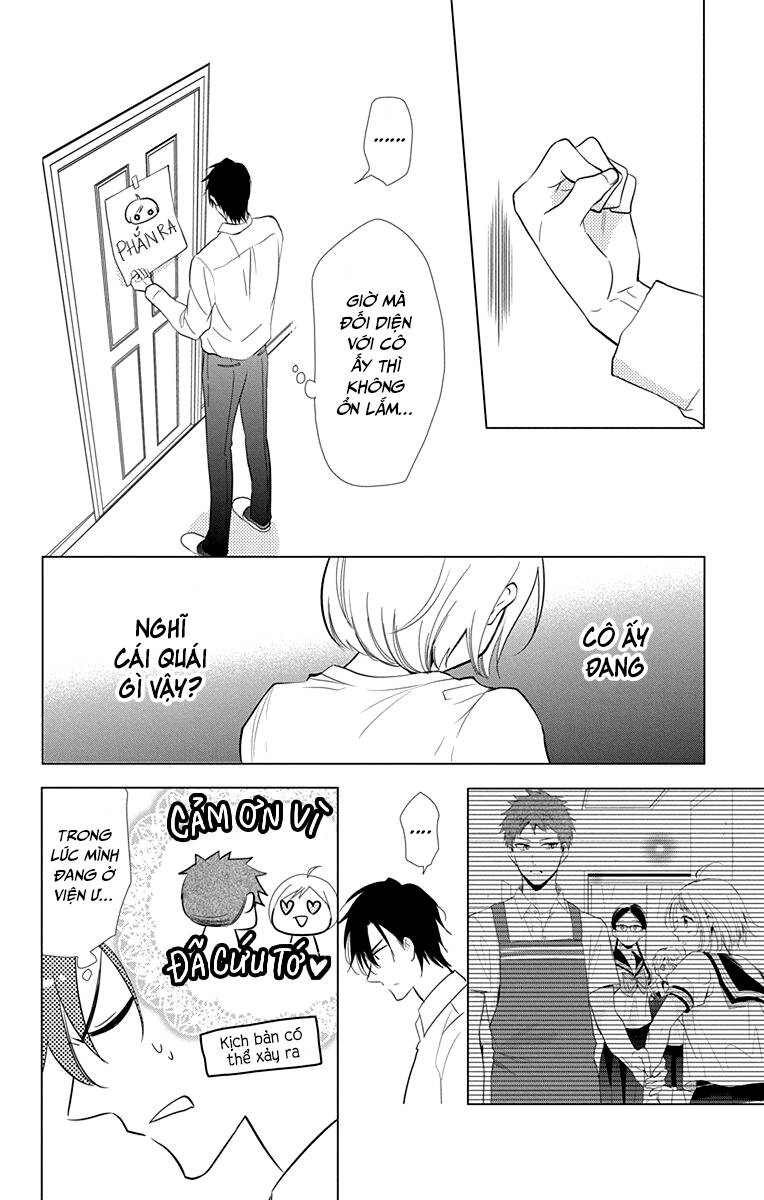 ......
PHẮN RA
GIỜ MÀ
ĐỐI DIỆN
VỚI CÔ
ẤY THÌ
KHÔNG
ỔN LẮM...
CÔ ẤY
ĐANG
NGHĨ
CÁI QUÁI
GÌ VẬY?
....
CẢM ƠN VÌ
ĐÃ CỨU TỚ♥
Kịch bản có
thể xảy ra
TRONG
LÚC MÌNH
ĐANG Ở
VIỆN Ư...